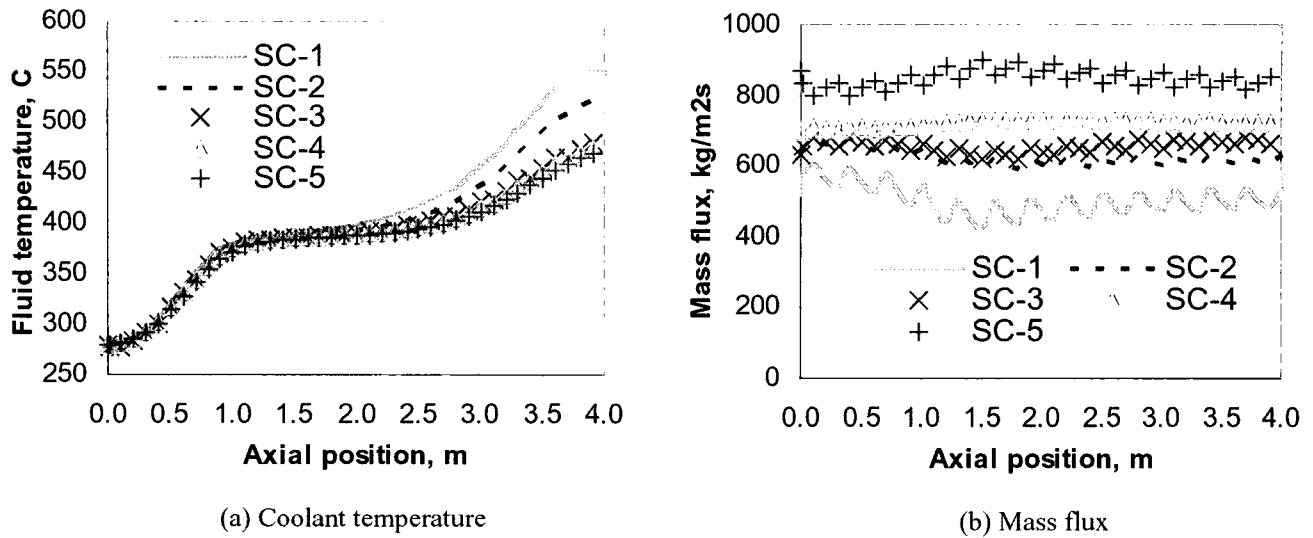 600
550
500
450
400
350
300
250
Fluid temperature, C
SC-1
SC-2
SC-3
SC-4
SC-5
0.0 0.5 1.0 1.5 2.0 2.5 3.0 3.5 4.0
Axial position, m
(a) Coolant temperature
1000
800
600
400
200
0
Mass flux, kg/m2s
SC-1 SC-2
SC-3 SC-4
SC-5
0.0 0.5 1.0 1.5 2.0 2.5 3.0 3.5 4.0
Axial position, m
(b) Mass flux